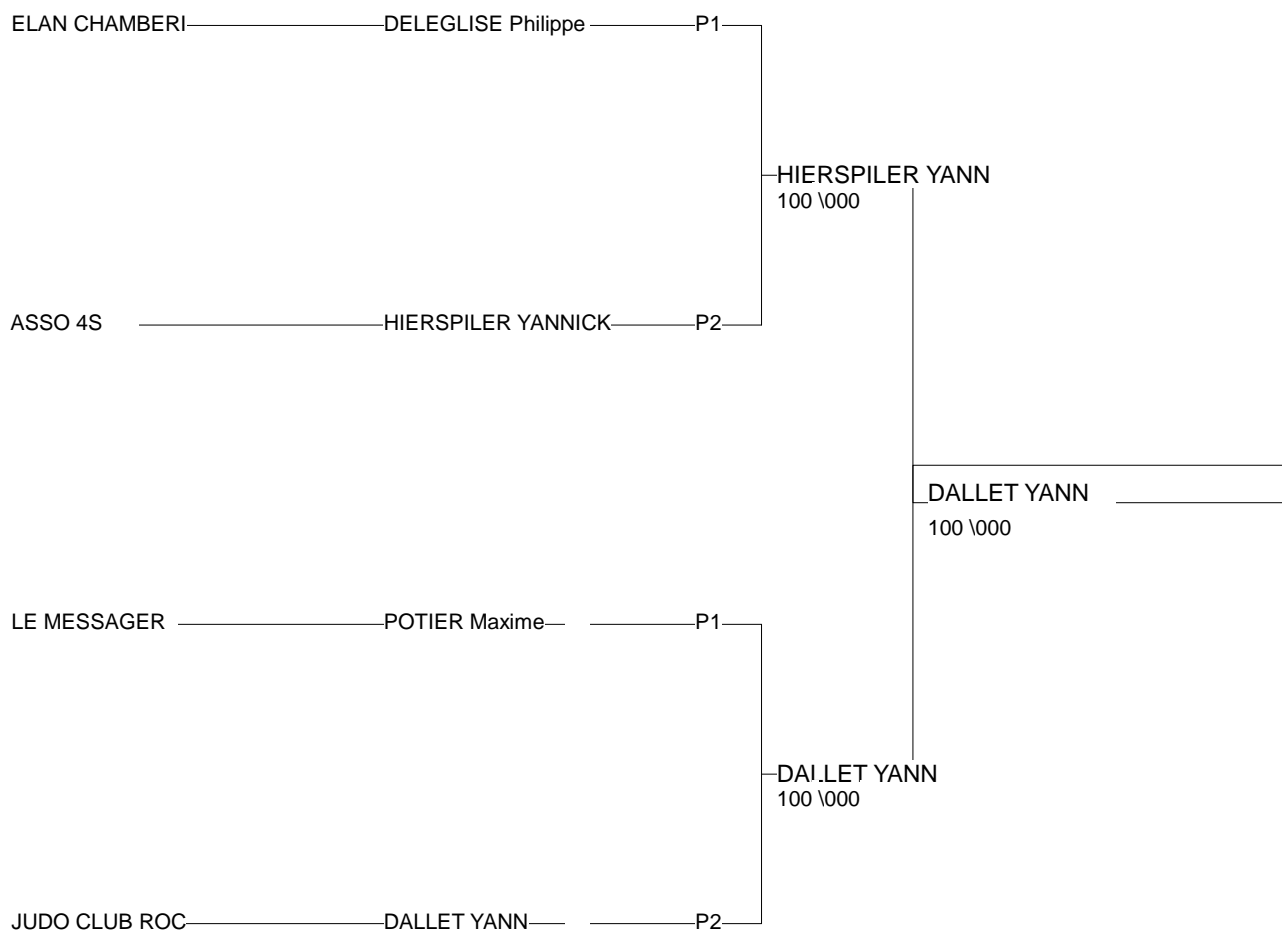 ELAN CHAMBERI DELEGLISE Philippe P1
HIERSPILER YANN
100 \000
ASSO 4S HIERSPILER YANNICK P2
DALLET YANN
100 \000
LE MESSAGER POTIER Maxime P1
DALLET YANN
100 \000
JUDO CLUB ROC DALLET YANN P2